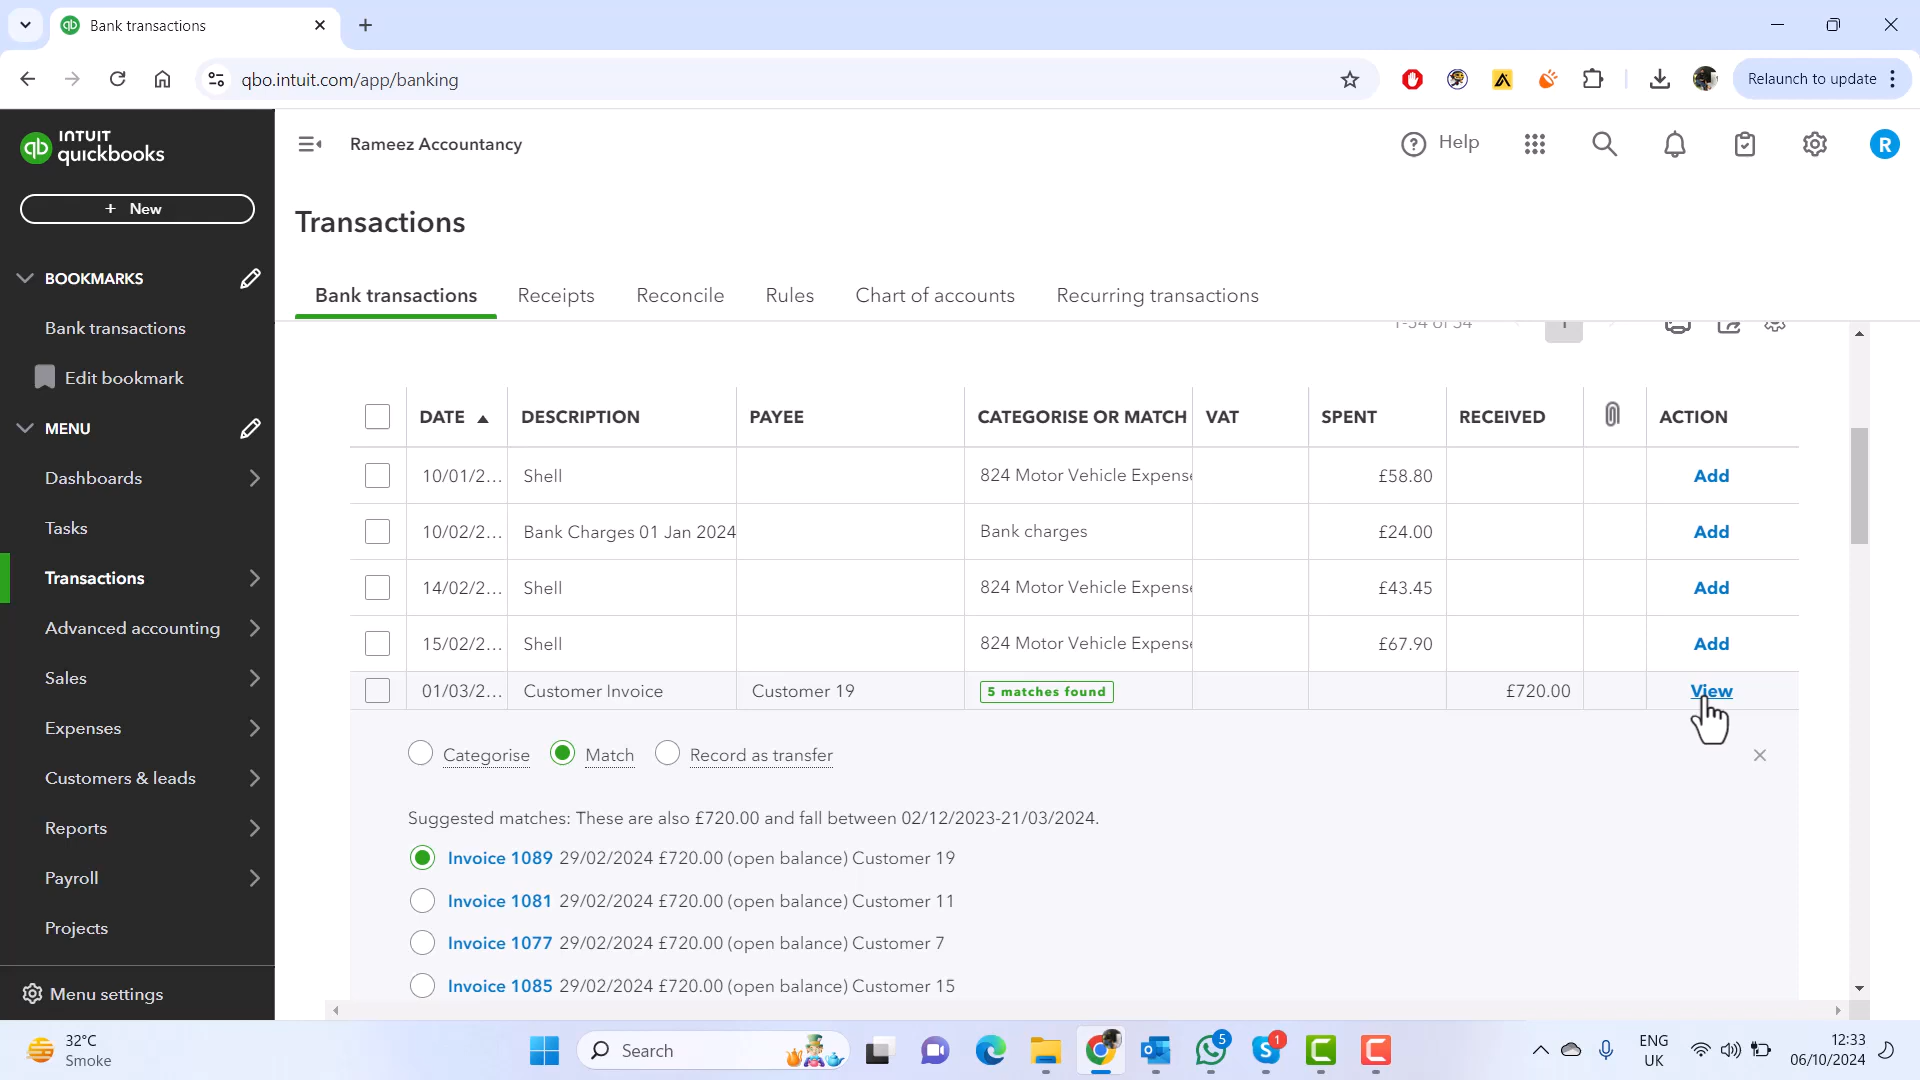 Bank transactions
qbo.intuit.com/app/banking
Relaunch to update
INTUIT
quickbooks
Rameez Accountancy
Help
R
+ New
Transactions
BOOKMARKS
Bank transactions
Edit bookmark
MENU
Dashboards
Tasks
Transactions
Advanced accounting
Sales
Expenses
Customers & leads
Reports
Payroll
Projects
Menu settings
Bank transactions Receipts Reconcile Rules Chart of accounts Recurring transactions
DATE DESCRIPTION PAYEE CATEGORISE OR MATCH VAT SPENT RECEIVED ACTION
10/01/2... Shell 824 Motor Vehicle Expense £58.80 Add
10/02/2... Bank Charges 01 Jan 2024 Bank charges £24.00 Add
14/02/2... Shell 824 Motor Vehicle Expense £43.45 Add
15/02/2... Shell 824 Motor Vehicle Expense £67.90 Add
01/03/2... Customer Invoice Customer 19 5 matches found £720.00 View
Categorise Match Record as transfer
Suggested matches: These are also £720.00 and fall between 02/12/2023-21/03/2024.
Invoice 1089 29/02/2024 £720.00 (open balance) Customer 19
Invoice 1081 29/02/2024 £720.00 (open balance) Customer 11
Invoice 1077 29/02/2024 £720.00 (open balance) Customer 7
Invoice 1085 29/02/2024 £720.00 (open balance) Customer 15
32°C
Smoke
Search
5
1
ENG
UK
12:33
06/10/2024